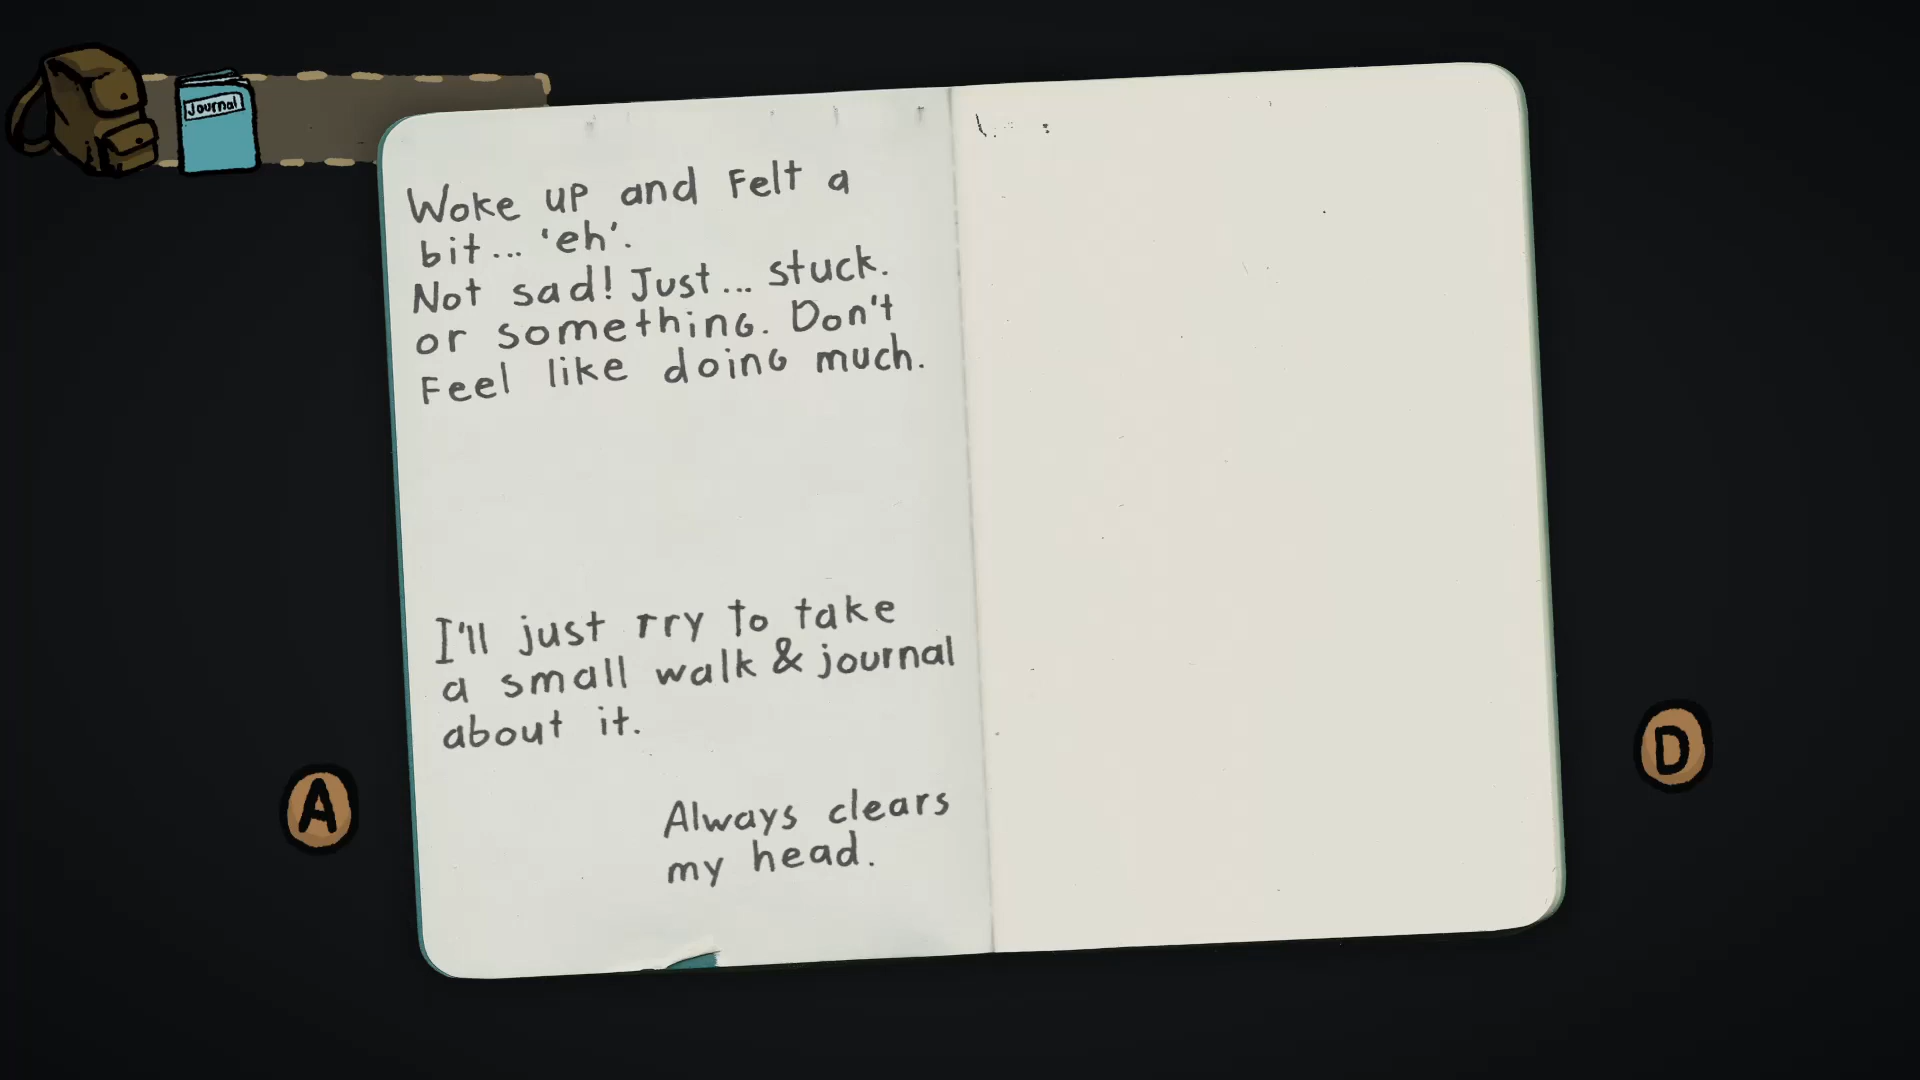 Journal
Woke up and Felt a
bit... 'eh'.
Not sad! Just... stuck.
or something. Don't
Feel like doing much.
I'll just try to take
a small walk & journal
about it.
Always clears
my head.
A
D